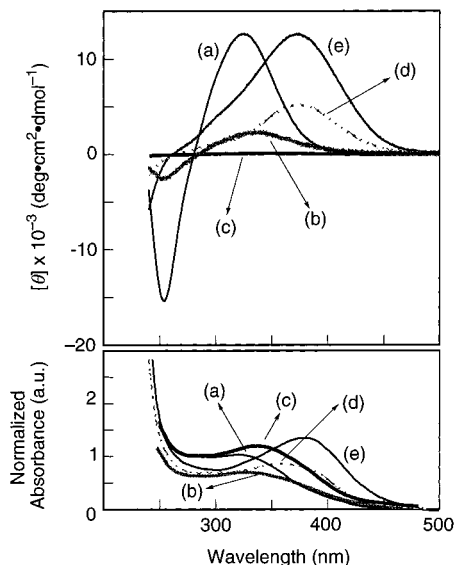 10
(a)
(e)
(d)
0
(c)
(b)
-10
−20
[θ] x 10⁻³ (deg•cm²•dmol⁻¹)
2
(a)
(c)
(d)
1
(e)
(b)
0
Normalized
Absorbance (a.u.)
300
400
500
Wavelength (nm)